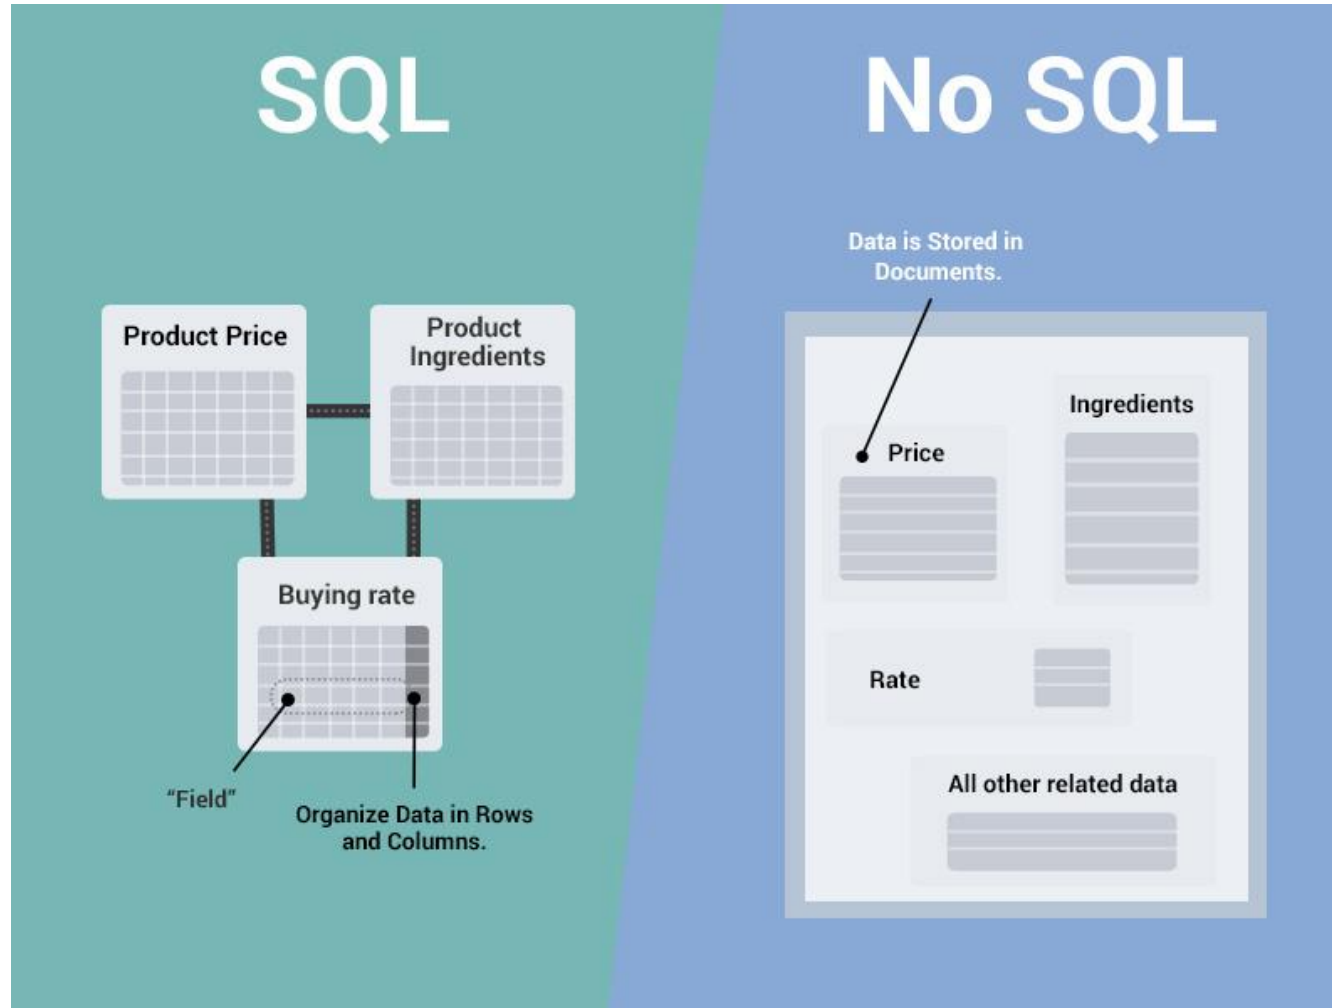 SQL
Product Price
Product
Ingredients
Buying rate
“Field”
Organize Data in Rows
and Columns.
No SQL
Data is Stored in
Documents.
Price
Ingredients
Rate
All other related data